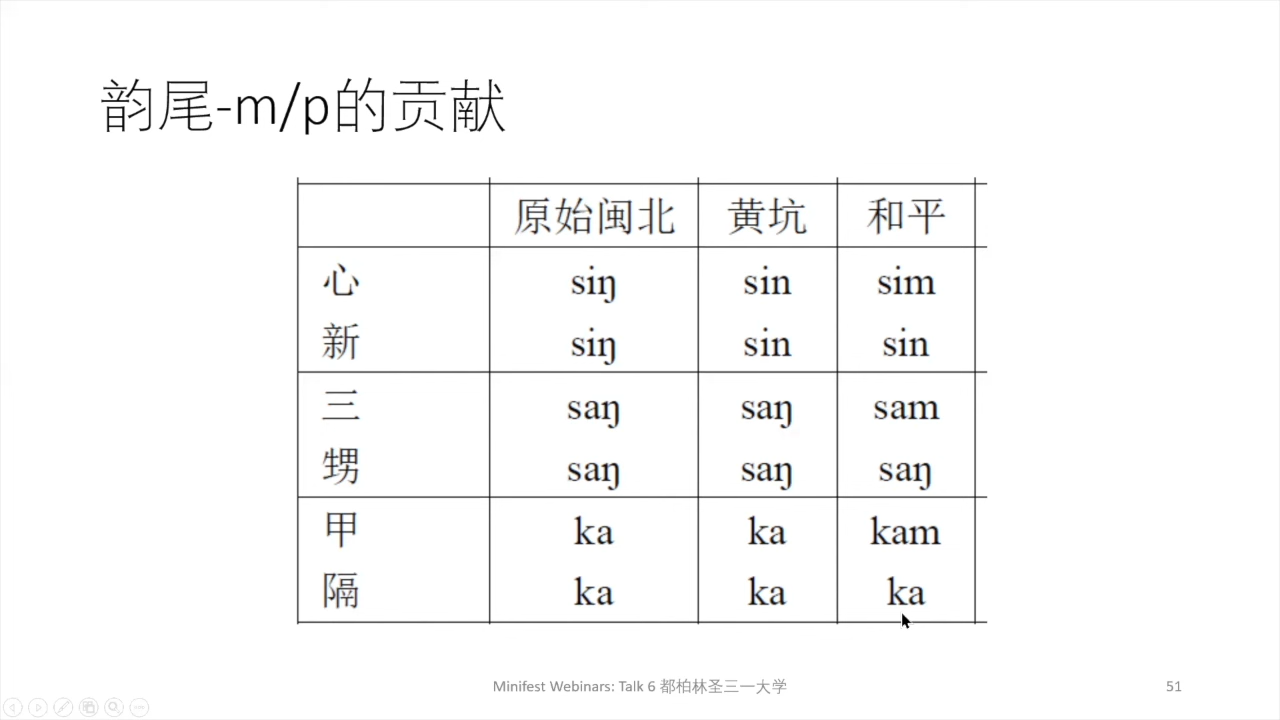 韵尾-m/p的贡献
原始闽北 黄坑 和平
心 siŋ sin sim
新 siŋ sin sin
三 saŋ saŋ sam
甥 saŋ saŋ saŋ
甲 ka ka kam
隔 ka ka ka
Minifest Webinars: Talk 6 都柏林圣三一大学 51